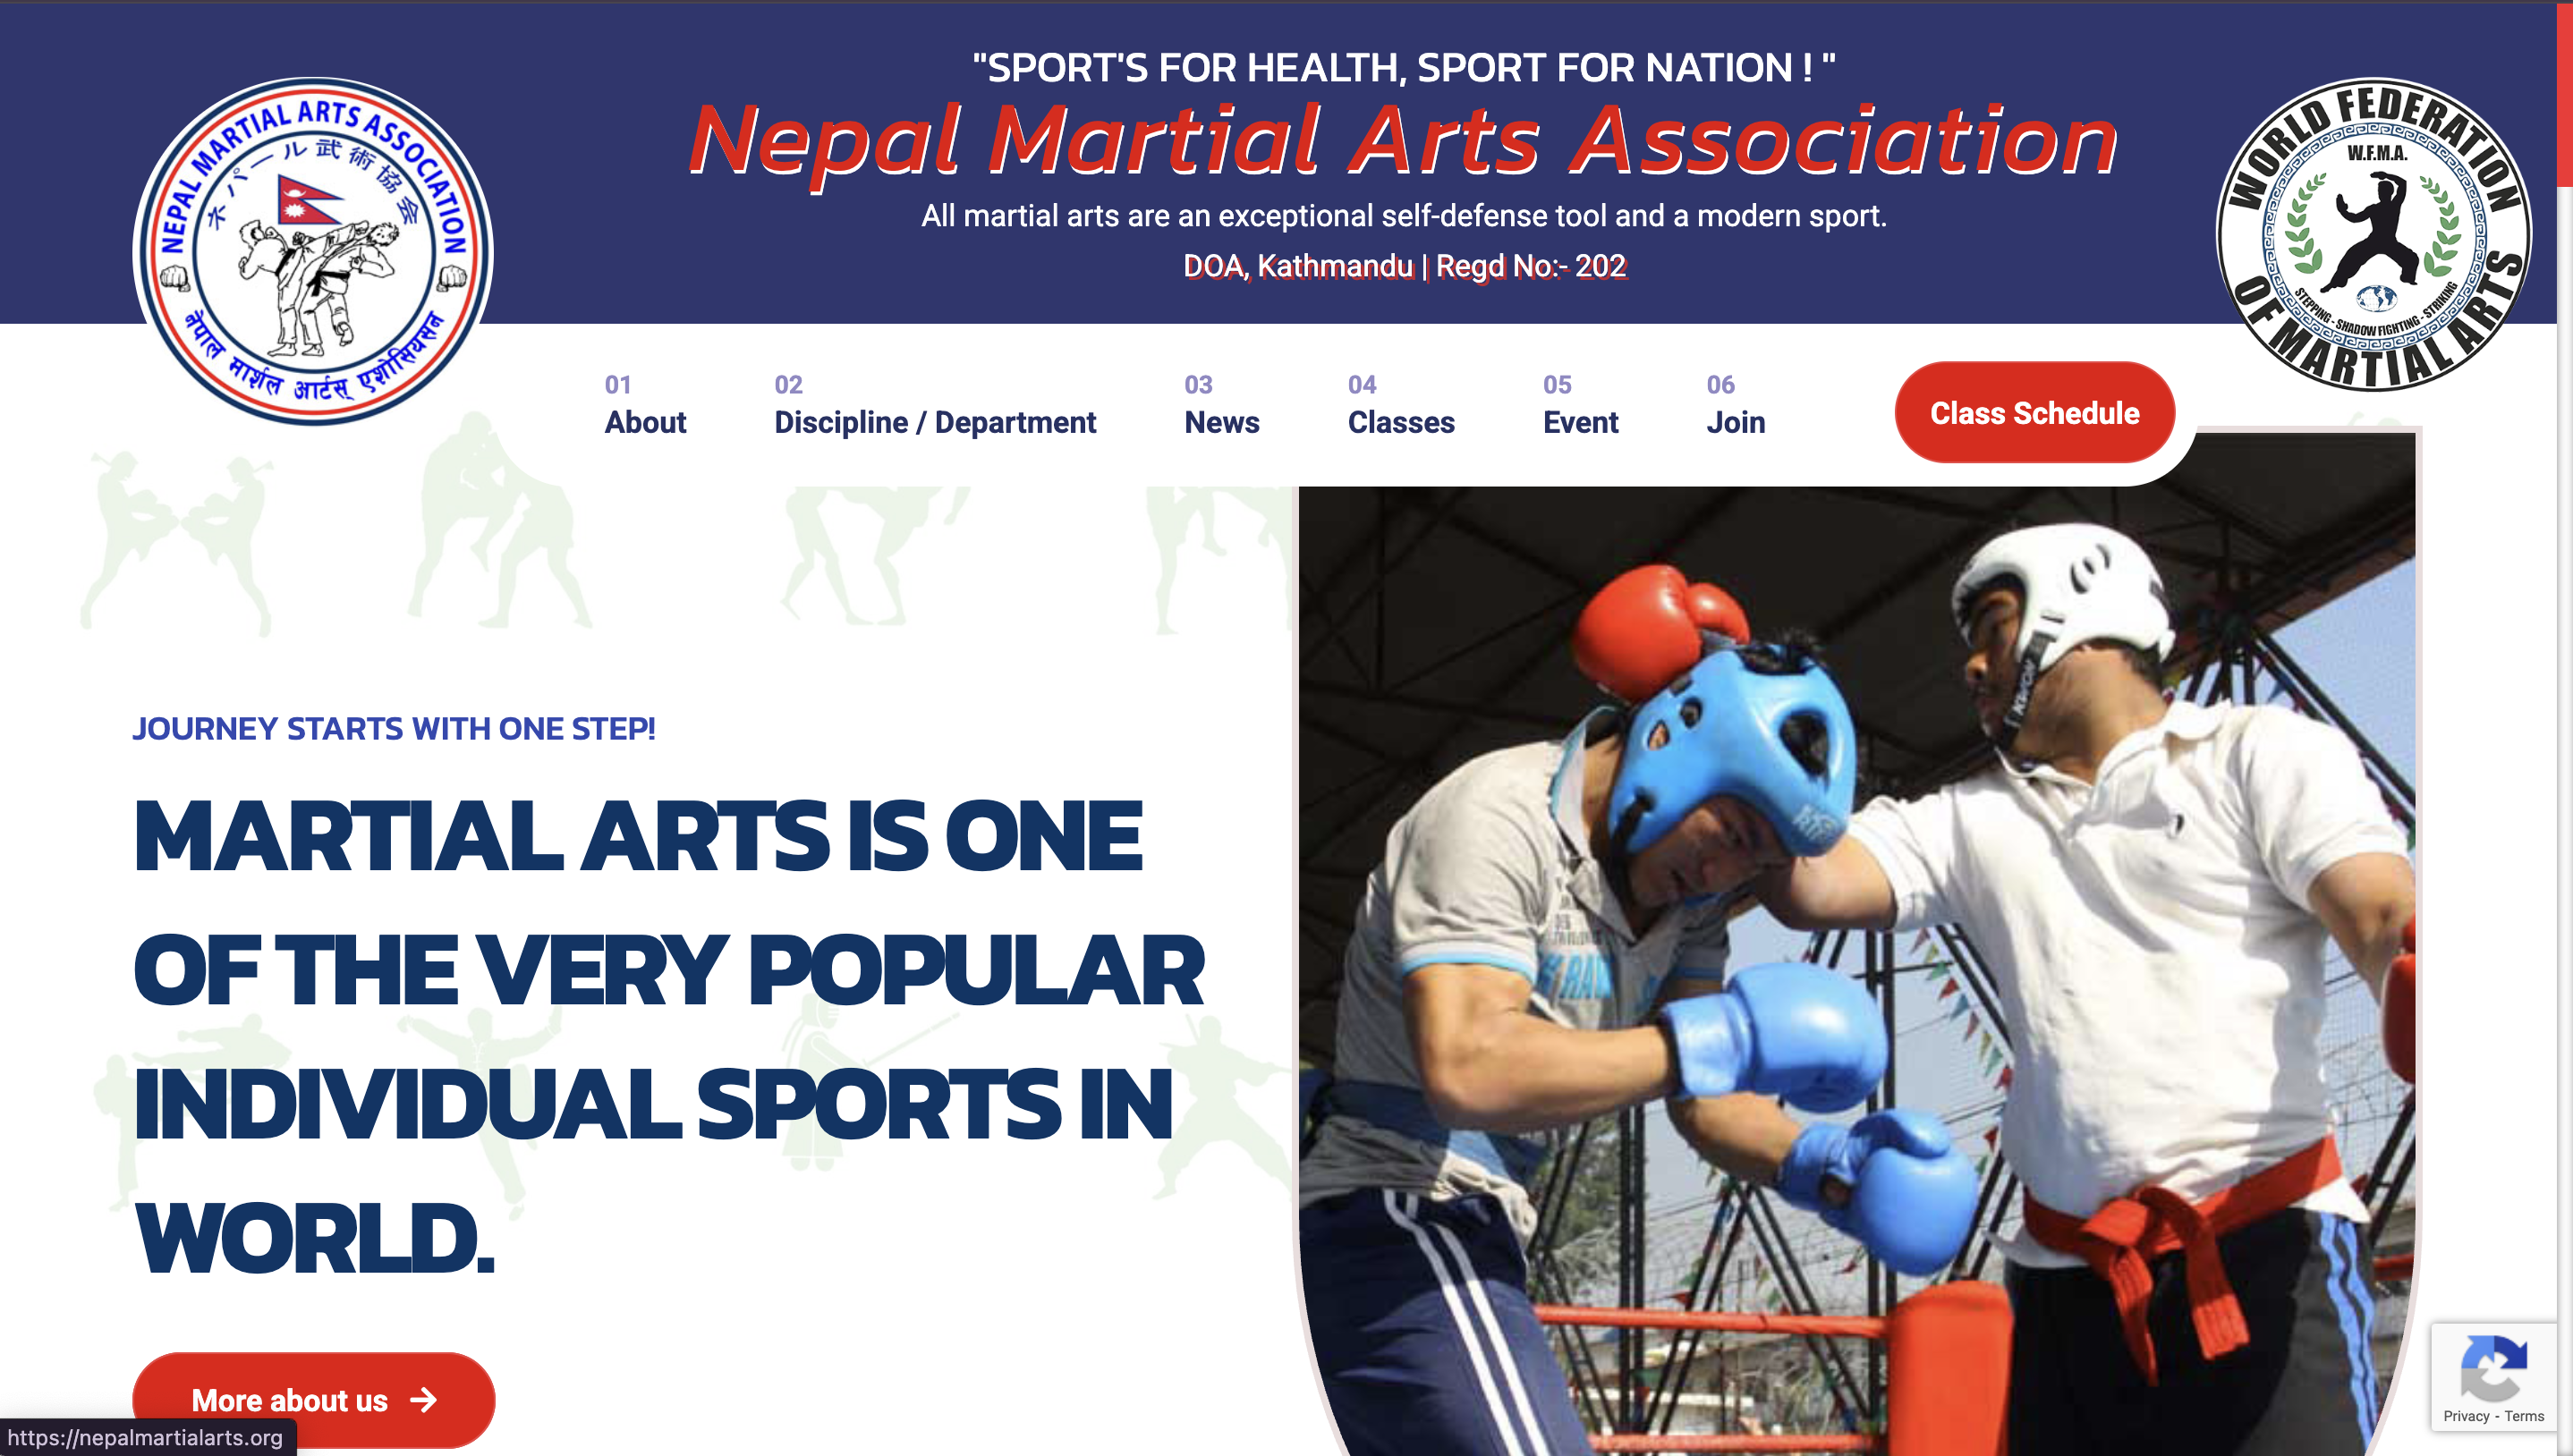 "SPORT'S FOR HEALTH, SPORT FOR NATION ! "
Nepal Martial Arts Association
All martial arts are an exceptional self-defense tool and a modern sport.
DOA, Kathmandu | Regd No:- 202
NEPAL MARTIAL ARTS ASSOCIATION
ネパール武術協会
नेपाल मार्शल आर्टस् एशोसियसन
WORLD FEDERATION
W.F.M.A.
STEPPING - SHADOW FIGHTING - STRIKING
OF MARTIAL ARTS
01 02 03 04 05 06
About Discipline / Department News Classes Event Join
Class Schedule
JOURNEY STARTS WITH ONE STEP!
MARTIAL ARTS IS ONE
OF THE VERY POPULAR
INDIVIDUAL SPORTS IN
WORLD.
More about us
https://nepalmartialarts.org
Privacy - Terms